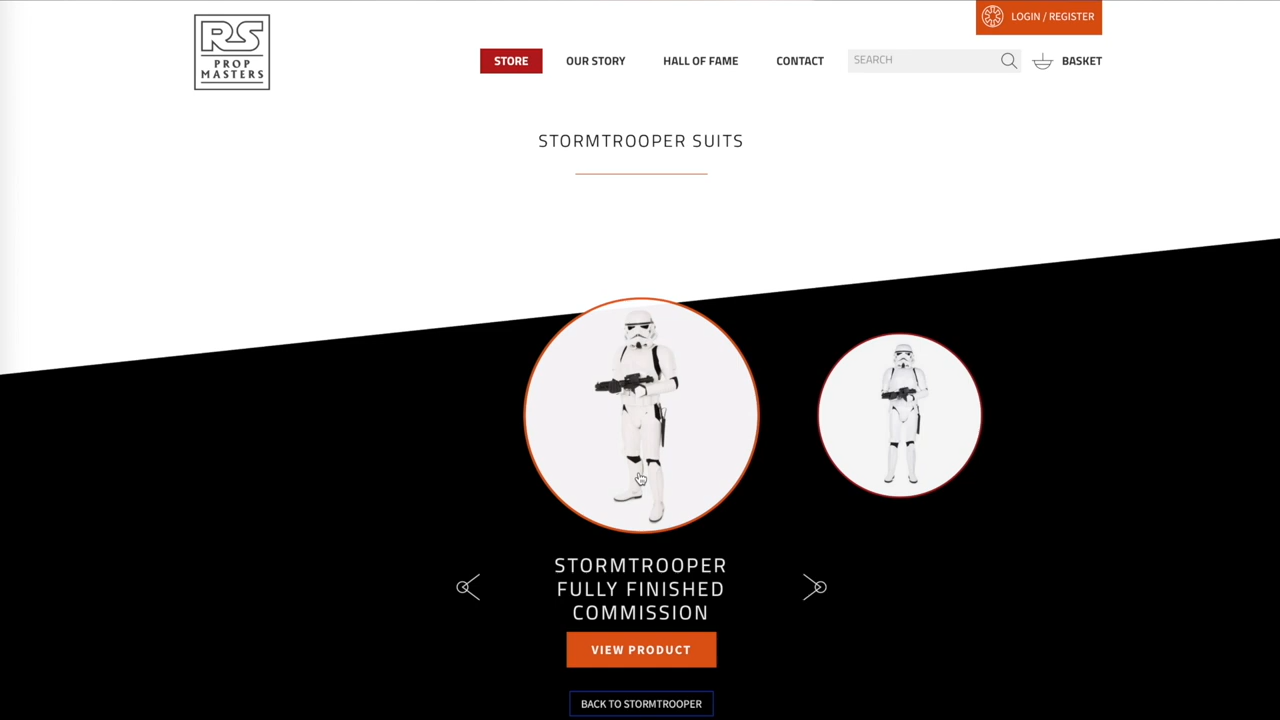 LOGIN / REGISTER
RS
PROP
MASTERS
STORE OUR STORY HALL OF FAME CONTACT SEARCH BASKET
STORMTROOPER SUITS
STORMTROOPER
FULLY FINISHED
COMMISSION
VIEW PRODUCT
BACK TO STORMTROOPER